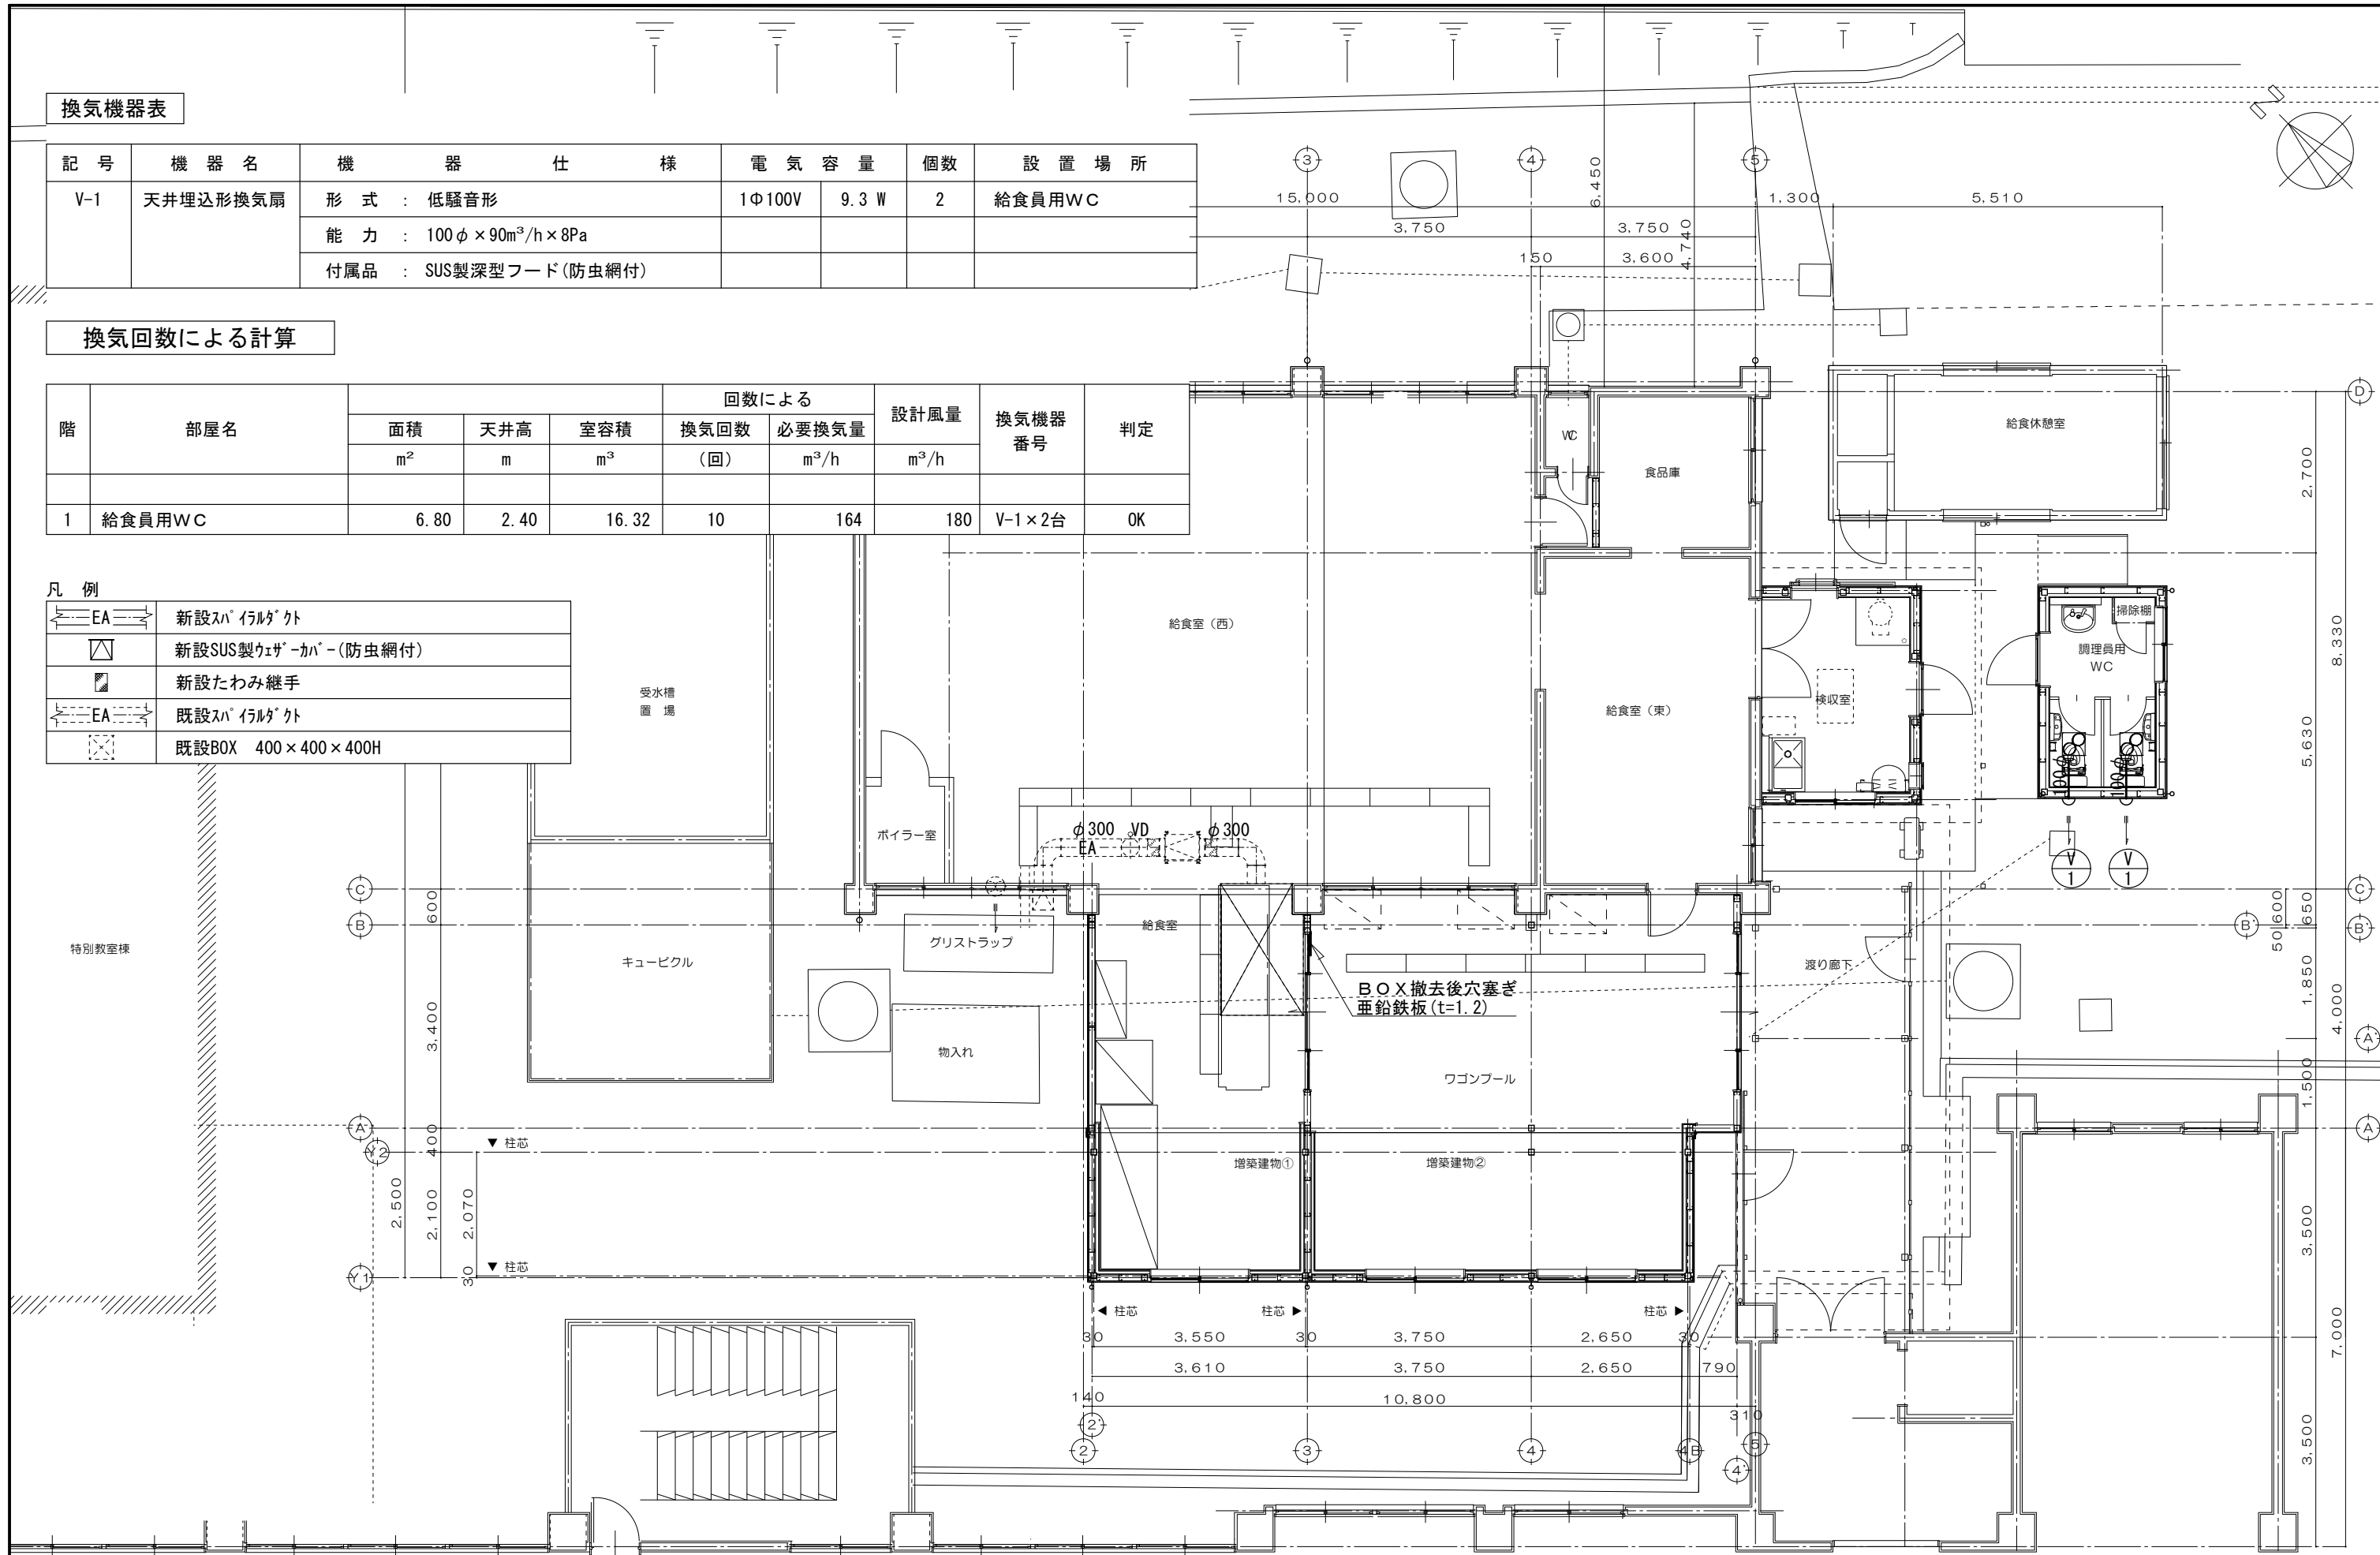 換気機器表
記 号 機 器 名 機 器 仕 様 電 気 容 量 個数 設 置 場 所
V-1 天井埋込形換気扇 形 式 : 低騒音形 1Φ100V 9.3 W 2 給食員用WC
能 力 : 100φ×90m³/h×8Pa
付属品 : SUS製深型フード(防虫網付)
換気回数による計算
階 部屋名 面積 天井高 室容積 回数による 設計風量 換気機器番号 判定
換気回数 必要換気量
m² m m³ (回) m³/h m³/h
1 給食員用WC 6.80 2.40 16.32 10 164 180 V-1×2台 OK
凡 例
EA 新設スパイラルダクト
新設SUS製ウェザーカバー(防虫網付)
新設たわみ継手
EA 既設スパイラルダクト
既設BOX 400×400×400H
3
4
5
15,000
6,450
1,300
5,510
3,750
3,750
4,740
150
3,600
N
D
WC
食品庫
給食休憩室
2,700
給食室(西)
給食室(東)
検収室
掃除棚
調理員用
WC
8,330
5,630
100φ
100φ
V
1
V
1
受水槽
置 場
ボイラー室
φ300
VD
φ300
EA
C
B
600
C
B'
B'
50
600
650
特別教室棟
キュービクル
グリストラップ
給食室
BOX撤去後穴塞ぎ
亜鉛鉄板(t=1.2)
渡り廊下
1,850
4,000
3,400
物入れ
ワゴンプール
A'
1,500
A
Y2
400
▼ 柱芯
増築建物①
増築建物②
A
2,500
2,100
2,070
3,500
Y1
30
▼ 柱芯
◀ 柱芯
柱芯 ▶
柱芯 ▶
30
3,550
30
3,750
2,650
30
7,000
3,610
3,750
2,650
790
140
10,800
310
2'
2
3
4
4B
5
4'
3,500